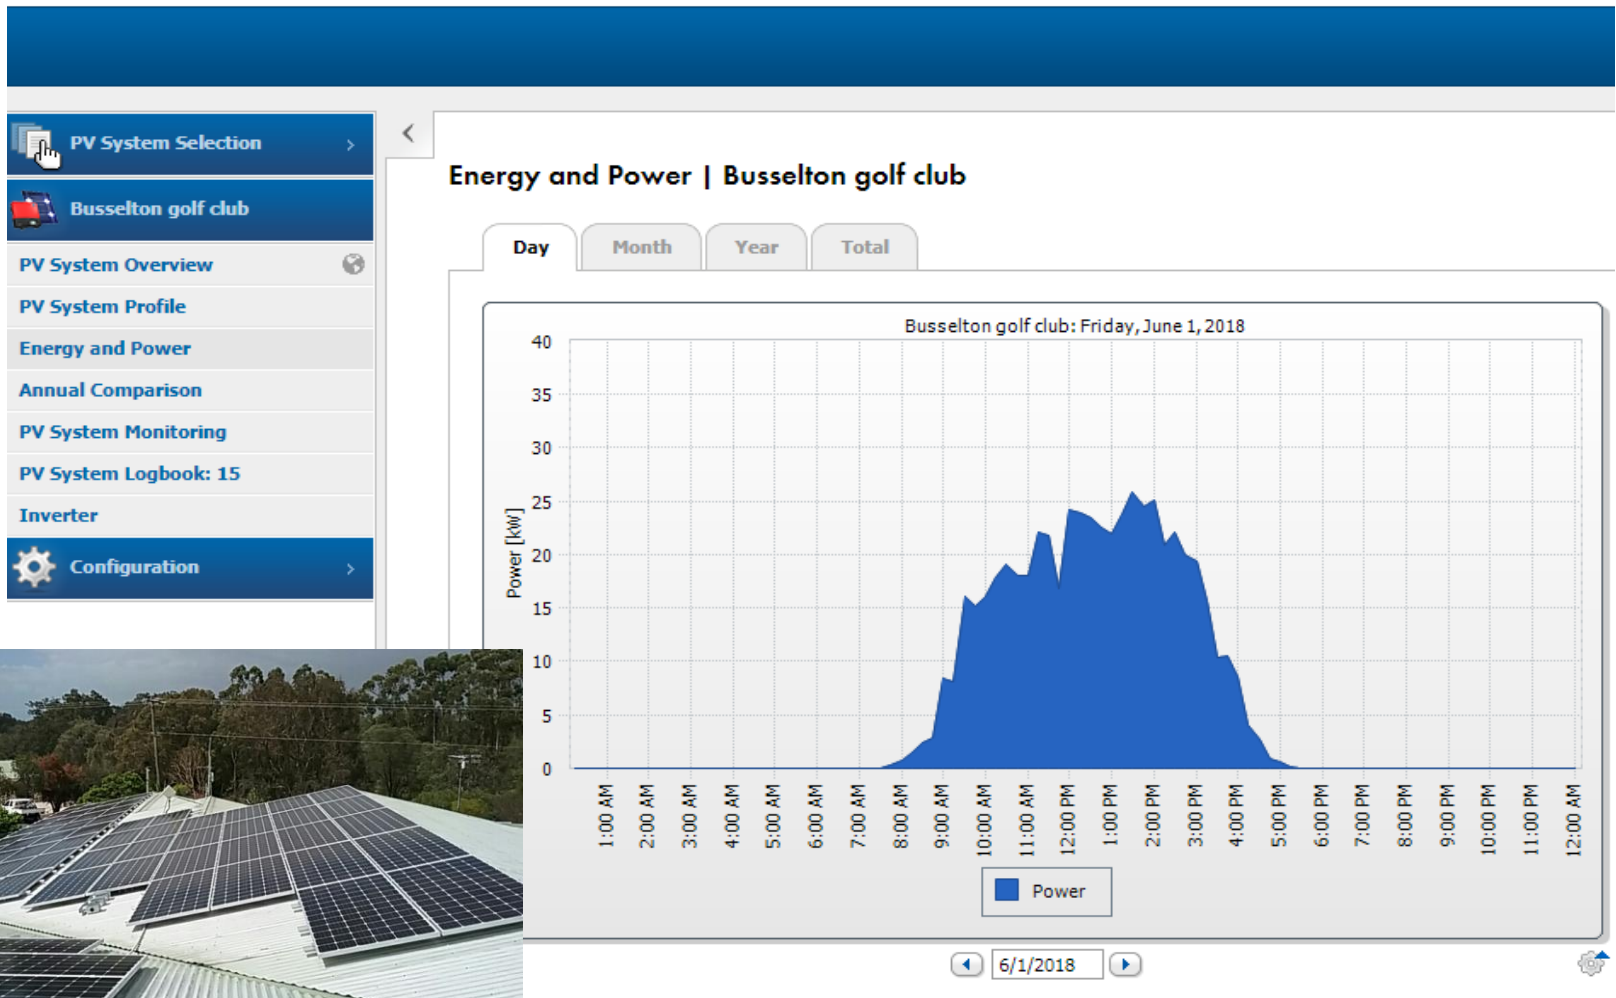 PV System Selection
Busselton golf club
PV System Overview
PV System Profile
Energy and Power
Annual Comparison
PV System Monitoring
PV System Logbook: 15
Inverter
Configuration
Energy and Power | Busselton golf club
Day Month Year Total
Busselton golf club: Friday, June 1, 2018
40
35
30
25
20
15
10
5
0
Power [kW]
1:00 AM 2:00 AM 3:00 AM 4:00 AM 5:00 AM 6:00 AM 7:00 AM 8:00 AM 9:00 AM 10:00 AM 11:00 AM 12:00 PM 1:00 PM 2:00 PM 3:00 PM 4:00 PM 5:00 PM 6:00 PM 7:00 PM 8:00 PM 9:00 PM 10:00 PM 11:00 PM 12:00 AM
Power
6/1/2018